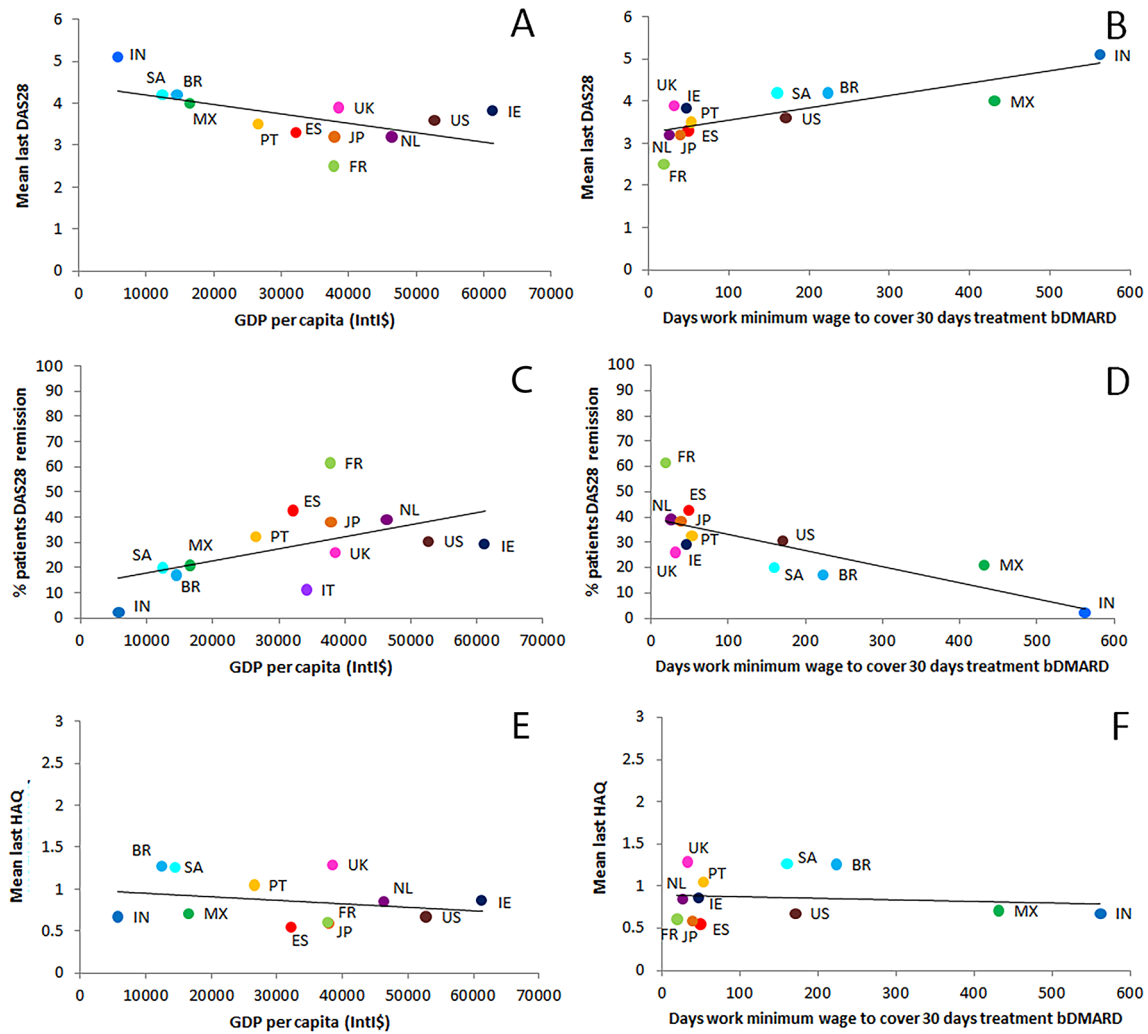 A
Mean last DAS28
6
5
4
3
2
1
0
IN
SA
BR
MX
PT
ES
UK
JP
FR
NL
US
IE
0 10000 20000 30000 40000 50000 60000 70000
GDP per capita (IntI$)
B
Mean last DAS28
6
5
4
3
2
1
0
UK
IE
PT
NL
JP
ES
FR
SA
BR
US
MX
IN
0 100 200 300 400 500 600
Days work minimum wage to cover 30 days treatment bDMARD
C
% patients DAS28 remission
100
90
80
70
60
50
40
30
20
10
0
FR
ES
NL
JP
PT
UK
US
IE
SA
MX
BR
IT
IN
0 10000 20000 30000 40000 50000 60000 70000
GDP per capita (IntI$)
D
% patients DAS28 remission
100
90
80
70
60
50
40
30
20
10
0
FR
ES
NL
JP
PT
IE
UK
US
SA
BR
MX
IN
0 100 200 300 400 500 600
Days work minimum wage to cover 30 days treatment bDMARD
E
Mean last HAQ
3
2.5
2
1.5
1
0.5
0
BR
SA
UK
PT
NL
IE
IN
MX
FR
US
ES
JP
0 10000 20000 30000 40000 50000 60000 70000
GDP per capita (IntI$)
F
Mean last HAQ
3
2.5
2
1.5
1
0.5
0
UK
PT
SA
BR
NL
IE
FR
JP
ES
US
MX
IN
0 100 200 300 400 500 600
Days work minimum wage to cover 30 days treatment bDMARD